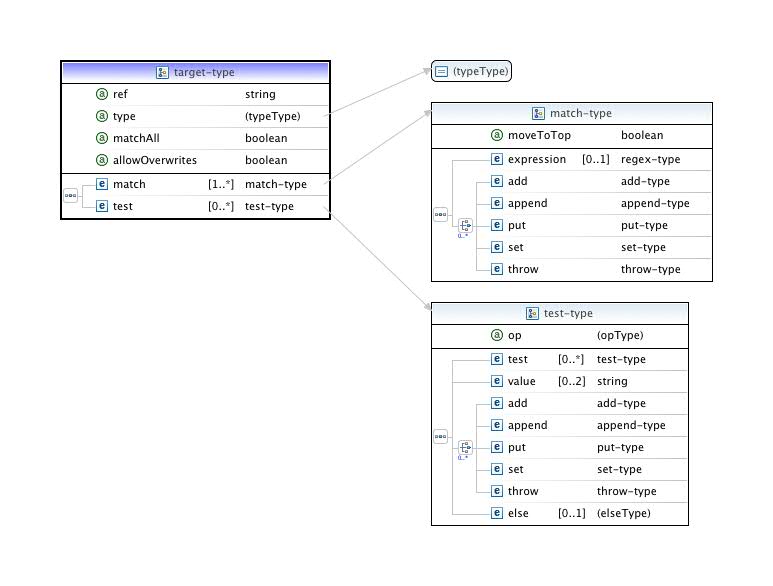 target-type
ref string
type (typeType)
matchAll boolean
allowOverwrites boolean
match [1..*] match-type
test [0..*] test-type
(typeType)
match-type
moveToTop boolean
expression [0..1] regex-type
add add-type
append append-type
put put-type
set set-type
throw throw-type
0..*
test-type
op (opType)
test [0..*] test-type
value [0..2] string
add add-type
append append-type
put put-type
set set-type
throw throw-type
0..*
else [0..1] (elseType)